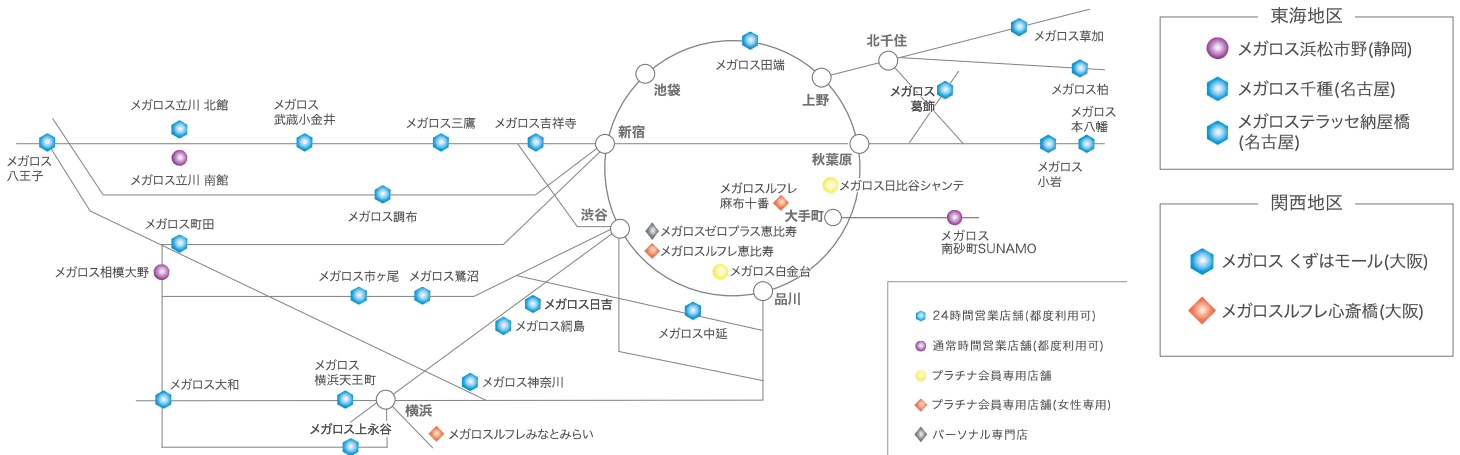 メガロス田端
池袋
北千住
上野
メガロス草加
メガロス柏
メガロス
葛飾
メガロス
本八幡
メガロス
小岩
秋葉原
新宿
メガロス吉祥寺
メガロス三鷹
メガロス
武蔵小金井
メガロス立川 北館
メガロス立川 南館
メガロス
八王子
メガロス調布
メガロス町田
メガロス相模大野
メガロス市ヶ尾
メガロス鷺沼
渋谷
メガロス日比谷シャンテ
メガロスルフレ
麻布十番
大手町
メガロス
南砂町SUNAMO
メガロスゼロプラス恵比寿
メガロスルフレ恵比寿
メガロス白金台
品川
メガロス日吉
メガロス綱島
メガロス中延
メガロス神奈川
メガロス大和
メガロス
横浜天王町
横浜
メガロス上永谷
メガロスルフレみなとみらい
24時間営業店舗(都度利用可)
通常時間営業店舗(都度利用可)
プラチナ会員専用店舗
プラチナ会員専用店舗(女性専用)
パーソナル専門店
東海地区
メガロス浜松市野(静岡)
メガロス千種(名古屋)
メガロステラッセ納屋橋
(名古屋)
関西地区
メガロス くずはモール(大阪)
メガロスルフレ心斎橋(大阪)